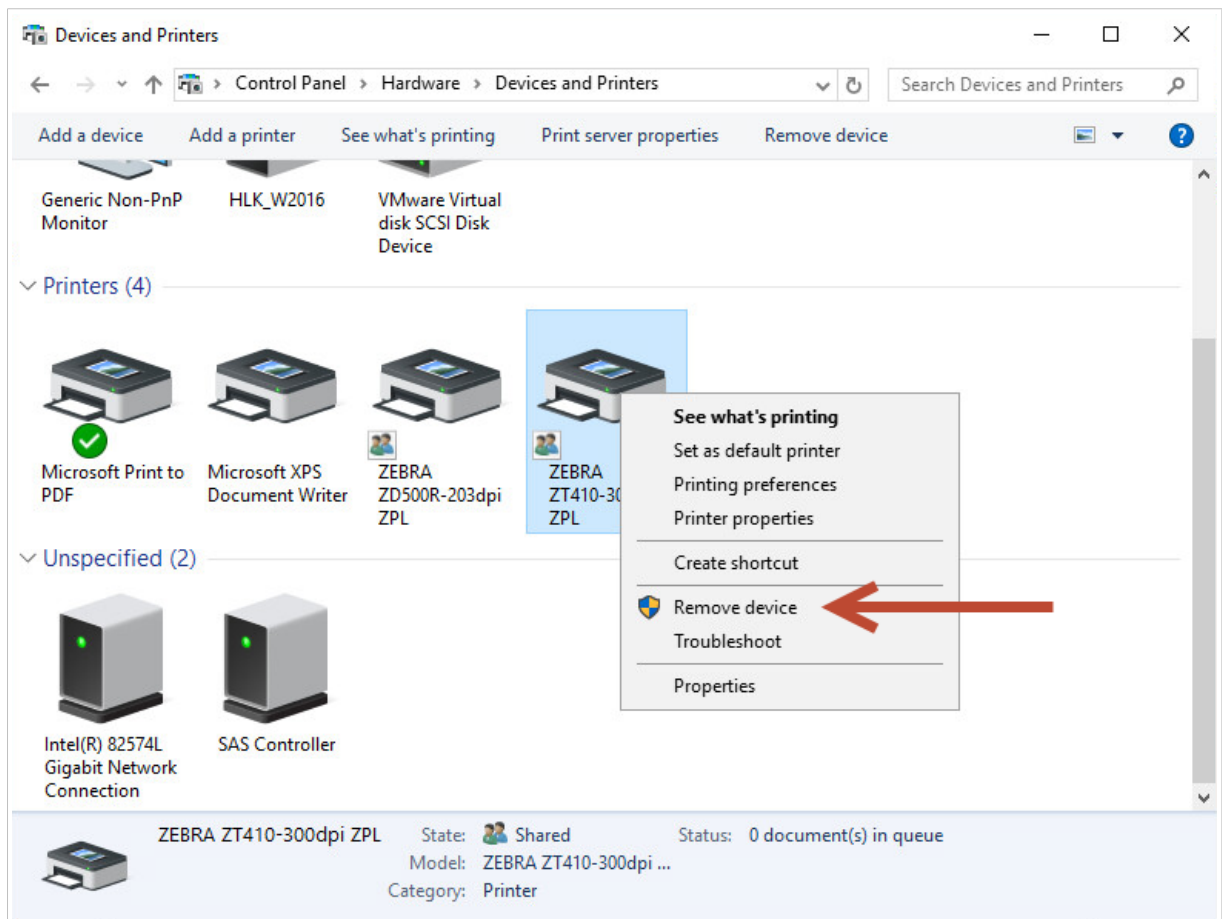 Devices and Printers
Control Panel > Hardware > Devices and Printers
Search Devices and Printers
Add a device Add a printer See what's printing Print server properties Remove device
?
Generic Non-PnP
Monitor
HLK_W2016
VMware Virtual
disk SCSI Disk
Device
Printers (4)
Microsoft Print to
PDF
Microsoft XPS
Document Writer
ZEBRA
ZD500R-203dpi
ZPL
ZEBRA
ZT410-30
ZPL
See what's printing
Set as default printer
Printing preferences
Printer properties
Create shortcut
Remove device
Troubleshoot
Properties
Unspecified (2)
Intel(R) 82574L
Gigabit Network
Connection
SAS Controller
ZEBRA ZT410-300dpi ZPL State: Shared Status: 0 document(s) in queue
Model: ZEBRA ZT410-300dpi ...
Category: Printer